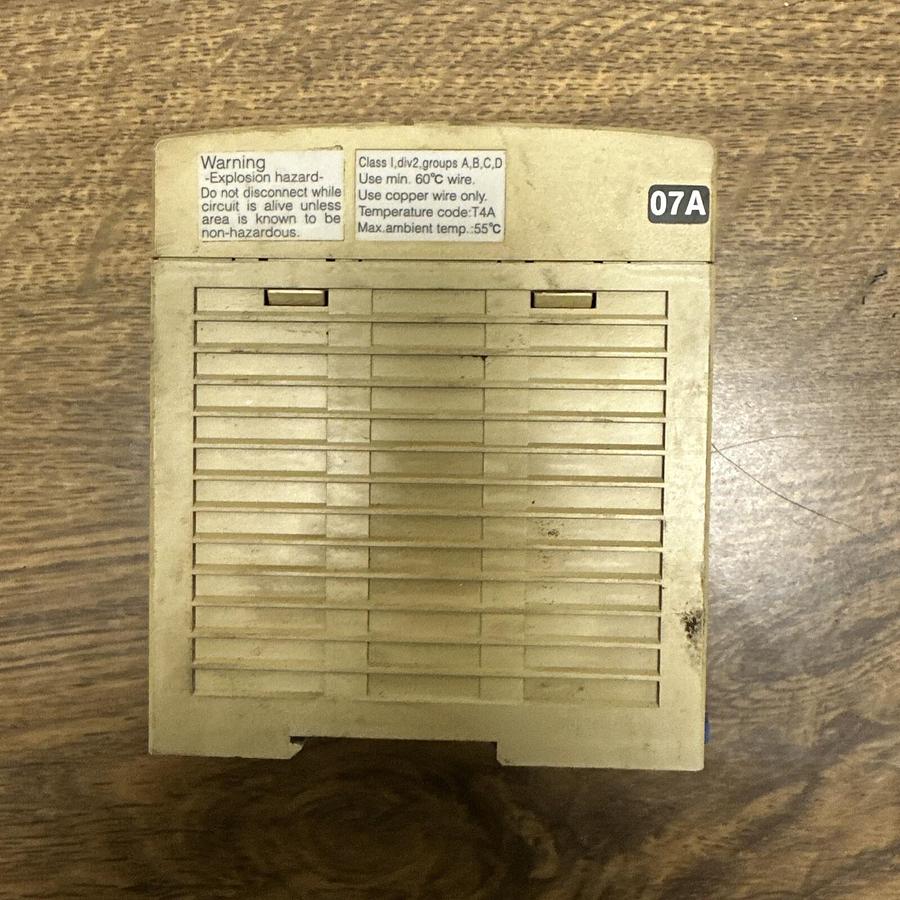 Warning
-Explosion hazard-
Do not disconnect while
circuit is alive unless
area is known to be
non-hazardous.
Class I,div2,groups A,B,C,D
Use min. 60℃ wire.
Use copper wire only.
Temperature code:T4A
Max.ambient temp.:55℃
07A